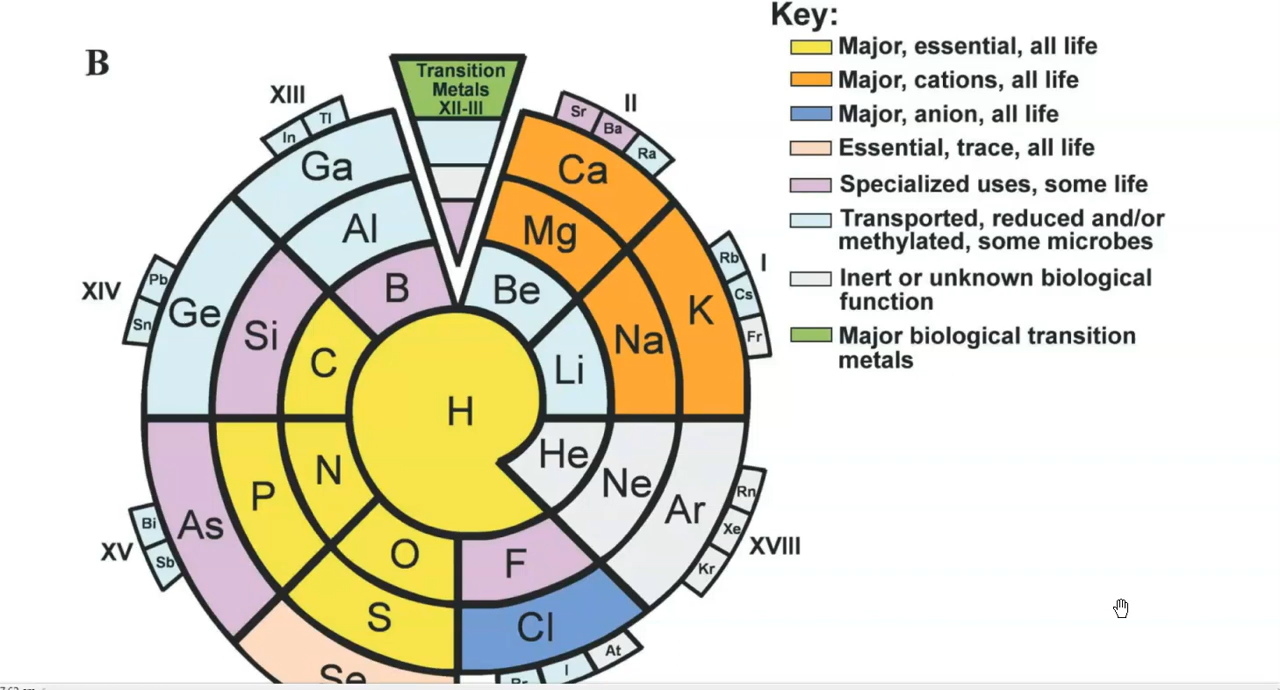 B
Key:
Major, essential, all life
Major, cations, all life
Major, anion, all life
Essential, trace, all life
Specialized uses, some life
Transported, reduced and/or
methylated, some microbes
Inert or unknown biological
function
Major biological transition
metals
Transition
Metals
XII-III
XIII
In
Tl
Ga
Al
B
II
Sr
Ba
Ra
Ca
Mg
Be
I
Rb
Cs
Fr
K
Na
Li
XIV
Pb
Sn
Ge
Si
C
H
He
Ne
Ar
Rn
Xe
Kr
XVIII
XV
Bi
Sb
As
P
N
O
S
Se
F
Cl
Br
I
At